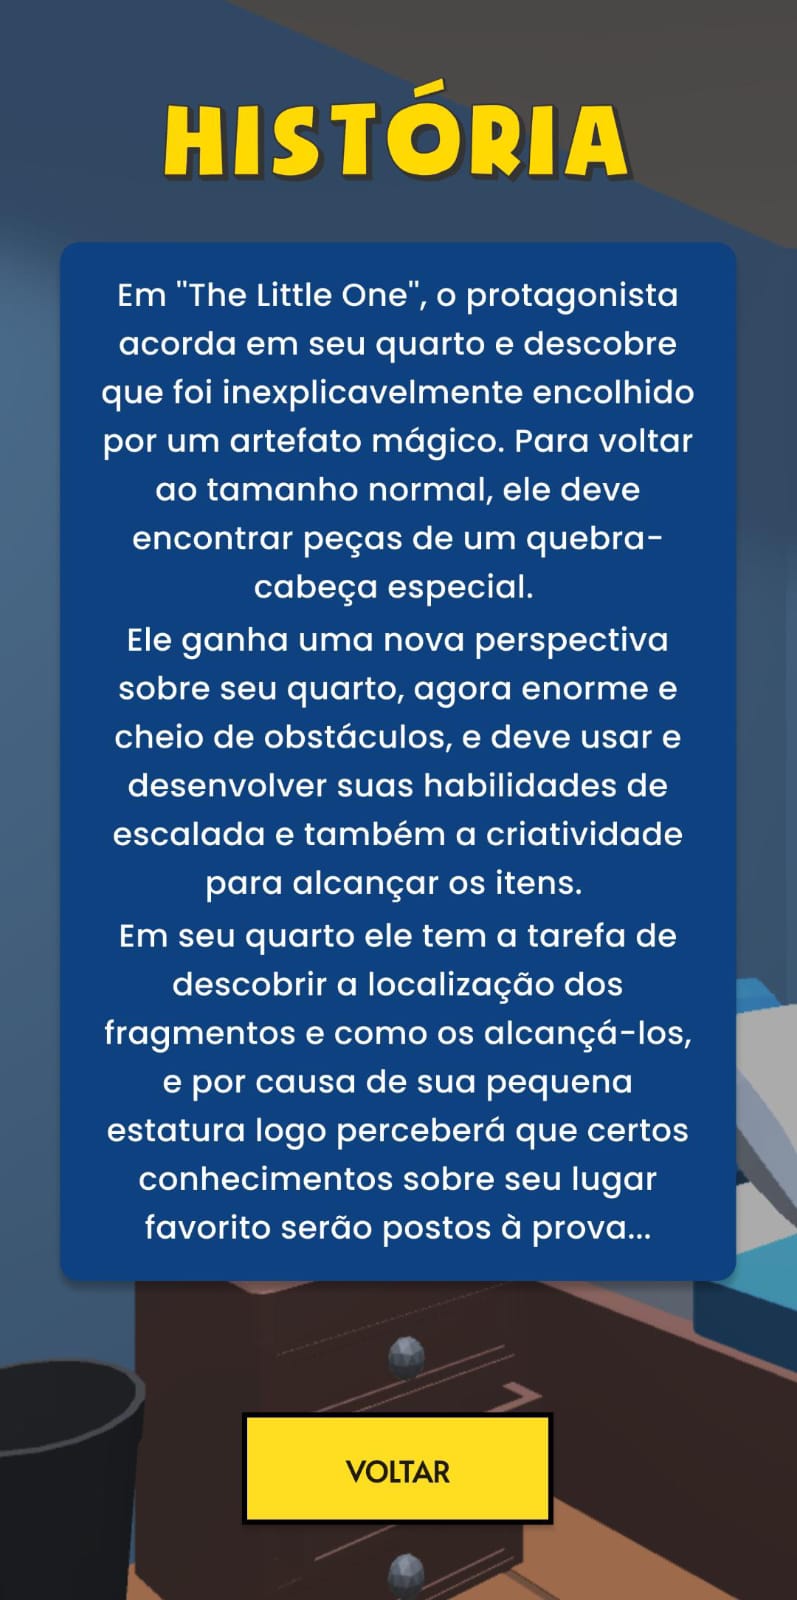 HISTÓRIA
Em "The Little One", o protagonista
acorda em seu quarto e descobre
que foi inexplicavelmente encolhido
por um artefato mágico. Para voltar
ao tamanho normal, ele deve
encontrar peças de um quebra-
cabeça especial.
Ele ganha uma nova perspectiva
sobre seu quarto, agora enorme e
cheio de obstáculos, e deve usar e
desenvolver suas habilidades de
escalada e também a criatividade
para alcançar os itens.
Em seu quarto ele tem a tarefa de
descobrir a localização dos
fragmentos e como os alcançá-los,
e por causa de sua pequena
estatura logo perceberá que certos
conhecimentos sobre seu lugar
favorito serão postos à prova...
VOLTAR